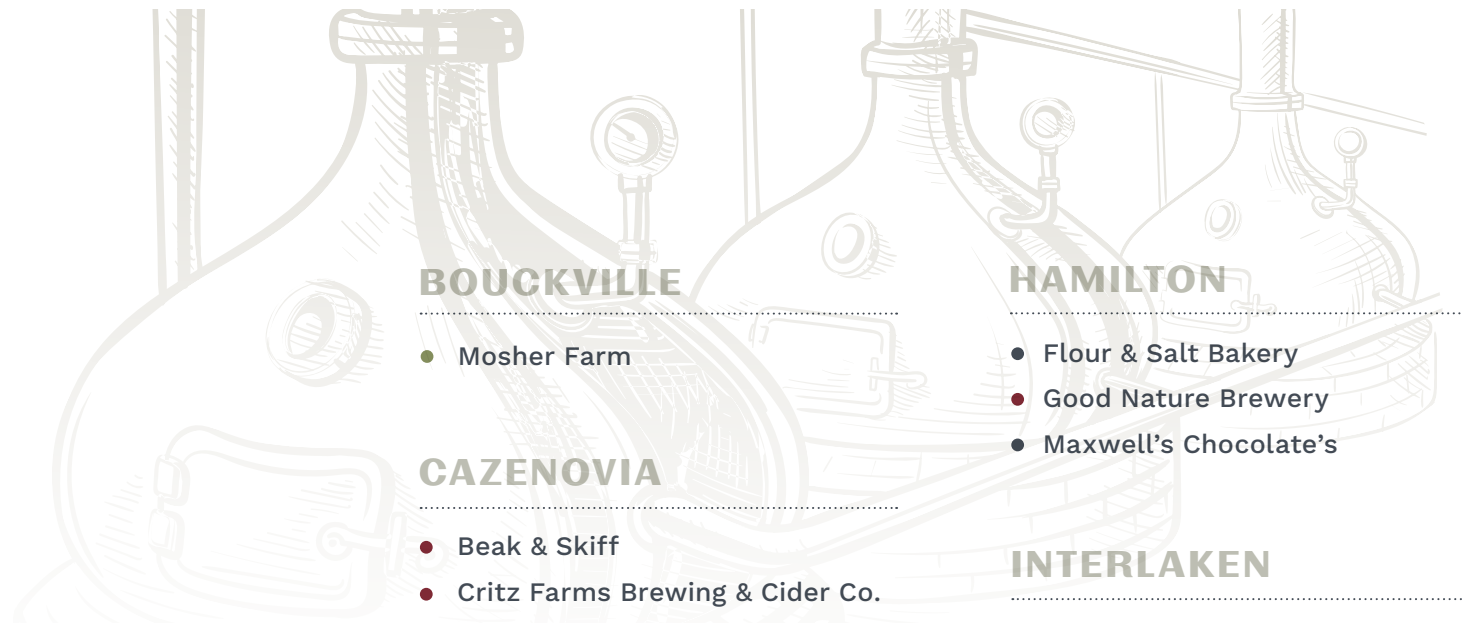 BOUCKVILLE
Mosher Farm
CAZENOVIA
Beak & Skiff
Critz Farms Brewing & Cider Co.
HAMILTON
Flour & Salt Bakery
Good Nature Brewery
Maxwell’s Chocolate’s
INTERLAKEN